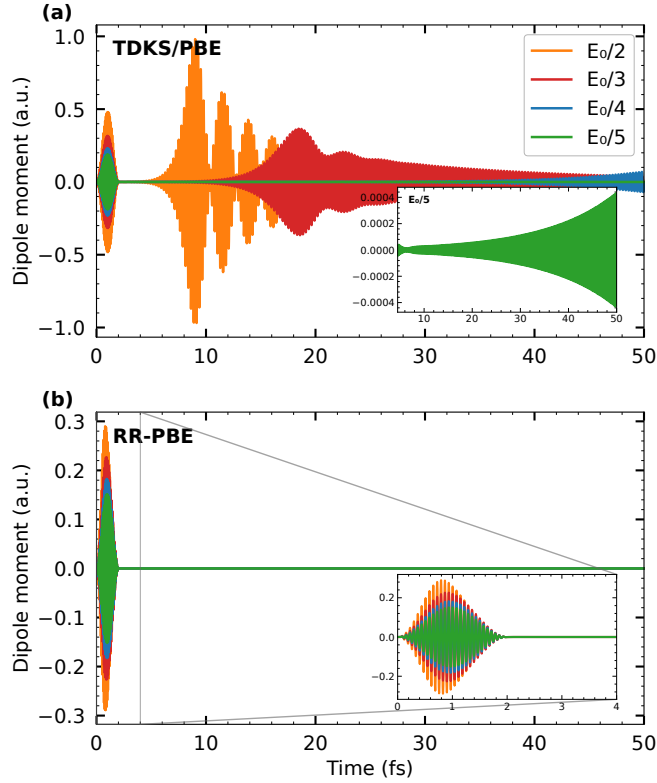 (a)
TDKS/PBE
E₀/2
E₀/3
E₀/4
E₀/5
Dipole moment (a.u.)
1.0
0.5
0.0
−0.5
−1.0
E₀/5
0.0004
0.0002
0.0000
−0.0002
−0.0004
10 20 30 40 50
0 10 20 30 40 50
(b)
RR-PBE
Dipole moment (a.u.)
0.3
0.2
0.1
0.0
−0.1
−0.2
−0.3
0.2
0.0
−0.2
0 1 2 3 4
0 10 20 30 40 50
Time (fs)